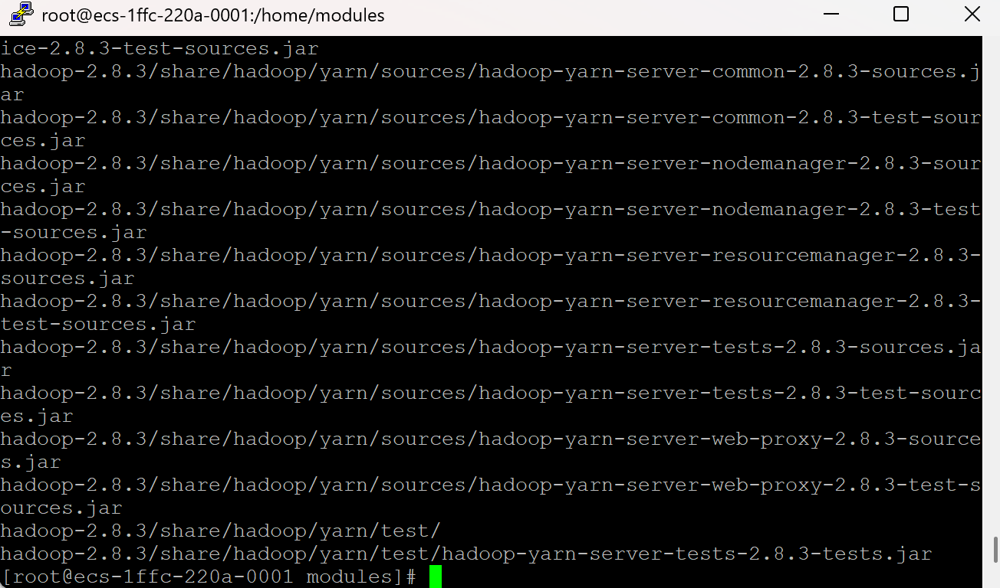 root@ecs-1ffc-220a-0001:/home/modules
ice-2.8.3-test-sources.jar
hadoop-2.8.3/share/hadoop/yarn/sources/hadoop-yarn-server-common-2.8.3-sources.j
ar
hadoop-2.8.3/share/hadoop/yarn/sources/hadoop-yarn-server-common-2.8.3-test-sour
ces.jar
hadoop-2.8.3/share/hadoop/yarn/sources/hadoop-yarn-server-nodemanager-2.8.3-sour
ces.jar
hadoop-2.8.3/share/hadoop/yarn/sources/hadoop-yarn-server-nodemanager-2.8.3-test
-sources.jar
hadoop-2.8.3/share/hadoop/yarn/sources/hadoop-yarn-server-resourcemanager-2.8.3-
sources.jar
hadoop-2.8.3/share/hadoop/yarn/sources/hadoop-yarn-server-resourcemanager-2.8.3-
test-sources.jar
hadoop-2.8.3/share/hadoop/yarn/sources/hadoop-yarn-server-tests-2.8.3-sources.ja
r
hadoop-2.8.3/share/hadoop/yarn/sources/hadoop-yarn-server-tests-2.8.3-test-sourc
es.jar
hadoop-2.8.3/share/hadoop/yarn/sources/hadoop-yarn-server-web-proxy-2.8.3-source
s.jar
hadoop-2.8.3/share/hadoop/yarn/sources/hadoop-yarn-server-web-proxy-2.8.3-test-s
ources.jar
hadoop-2.8.3/share/hadoop/yarn/test/
hadoop-2.8.3/share/hadoop/yarn/test/hadoop-yarn-server-tests-2.8.3-tests.jar
[root@ecs-1ffc-220a-0001 modules]#